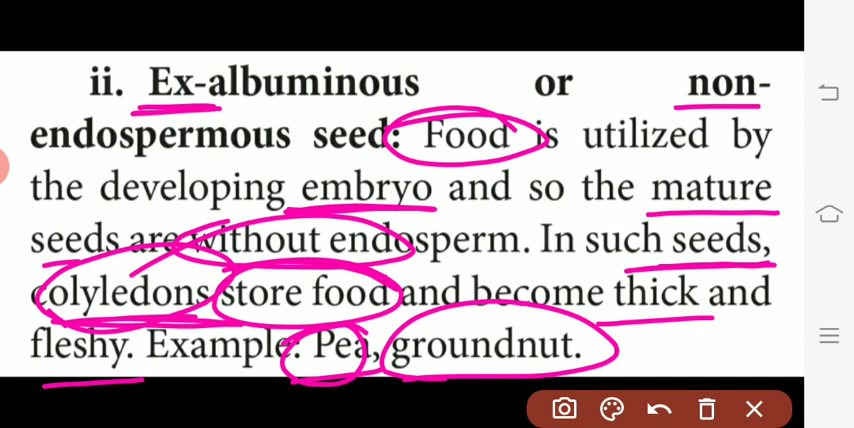 ii. Ex-albuminous or non-
endospermous seed: Food is utilized by
the developing embryo and so the mature
seeds are without endosperm. In such seeds,
colyledons store food and become thick and
fleshy. Example: Pea, groundnut.